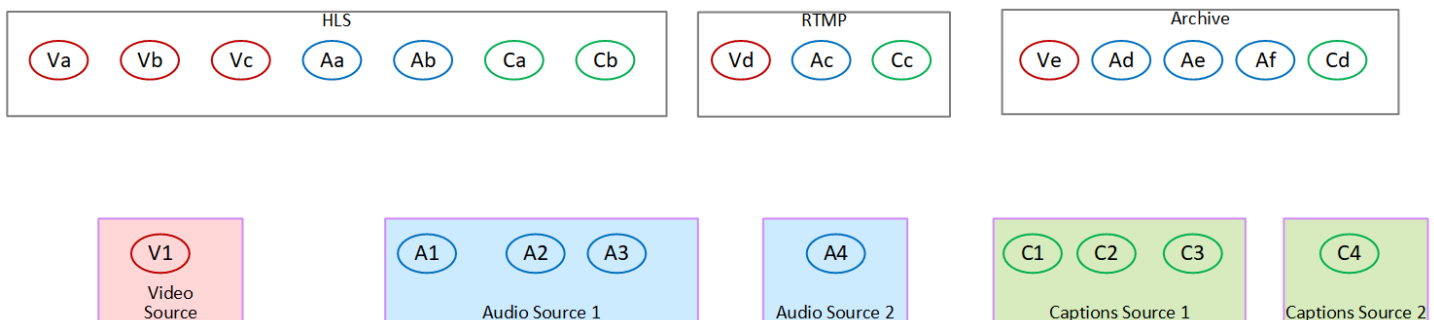 HLS
Va Vb Vc Aa Ab Ca Cb
RTMP
Vd Ac Cc
Archive
Ve Ad Ae Af Cd
V1
Video
Source
A1 A2 A3
Audio Source 1
A4
Audio Source 2
C1 C2 C3
Captions Source 1
C4
Captions Source 2